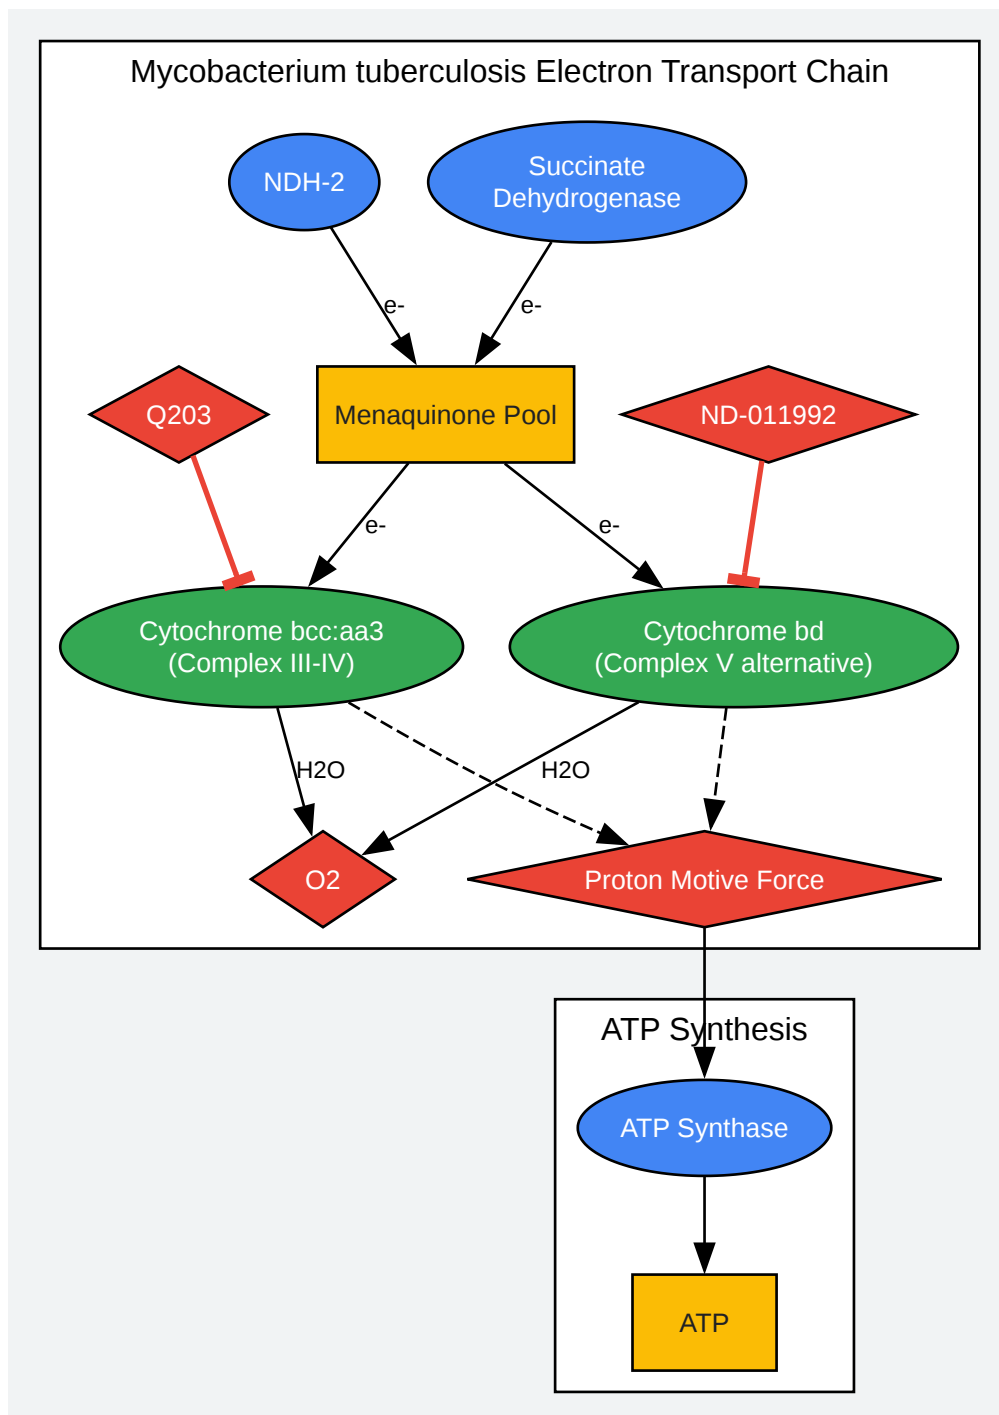 Mycobacterium tuberculosis Electron Transport Chain
NDH-2
Succinate
Dehydrogenase
e-
e-
Q203
Menaquinone Pool
ND-011992
e-
e-
Cytochrome bcc:aa3
(Complex III-IV)
Cytochrome bd
(Complex V alternative)
H2O
H2O
O2
Proton Motive Force
ATP Synthesis
ATP Synthase
ATP